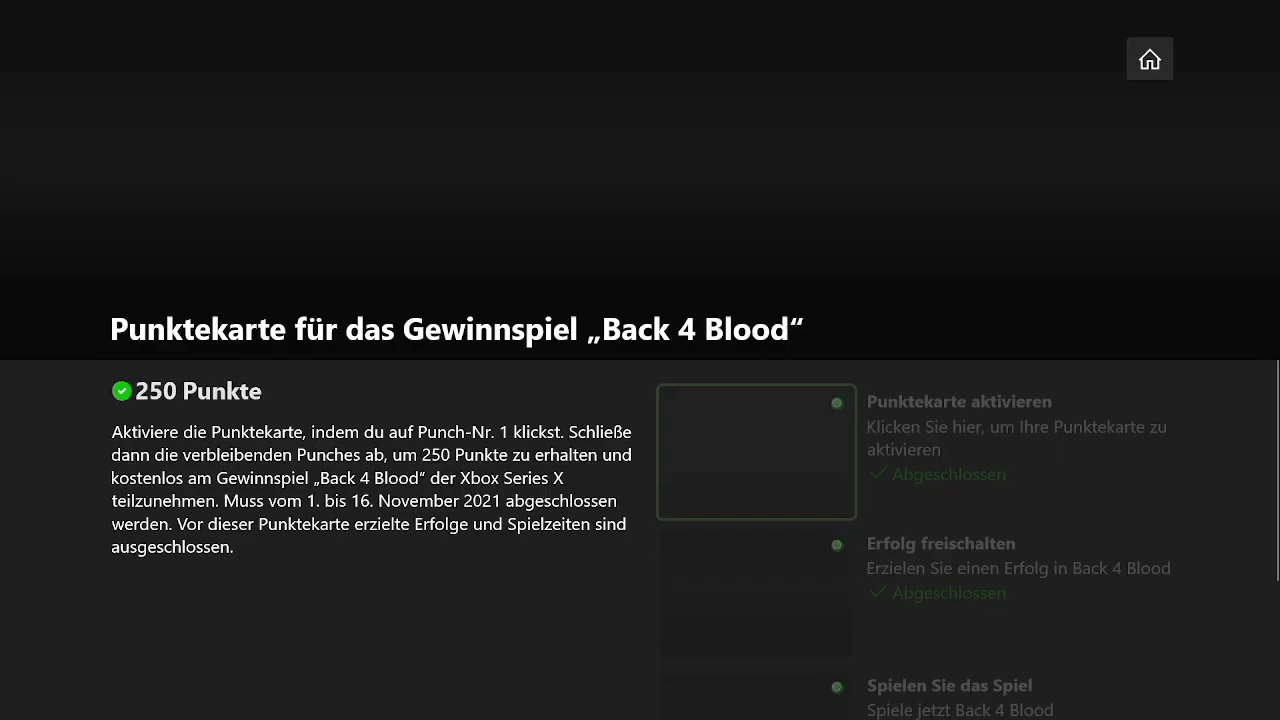 Punktekarte für das Gewinnspiel „Back 4 Blood“
250 Punkte
Aktiviere die Punktekarte, indem du auf Punch-Nr. 1 klickst. Schließe
dann die verbleibenden Punches ab, um 250 Punkte zu erhalten und
kostenlos am Gewinnspiel „Back 4 Blood“ der Xbox Series X
teilzunehmen. Muss vom 1. bis 16. November 2021 abgeschlossen
werden. Vor dieser Punktekarte erzielte Erfolge und Spielzeiten sind
ausgeschlossen.
Punktekarte aktivieren
Klicken Sie hier, um Ihre Punktekarte zu
aktivieren
Abgeschlossen
Erfolg freischalten
Erzielen Sie einen Erfolg in Back 4 Blood
Abgeschlossen
Spielen Sie das Spiel
Spiele jetzt Back 4 Blood